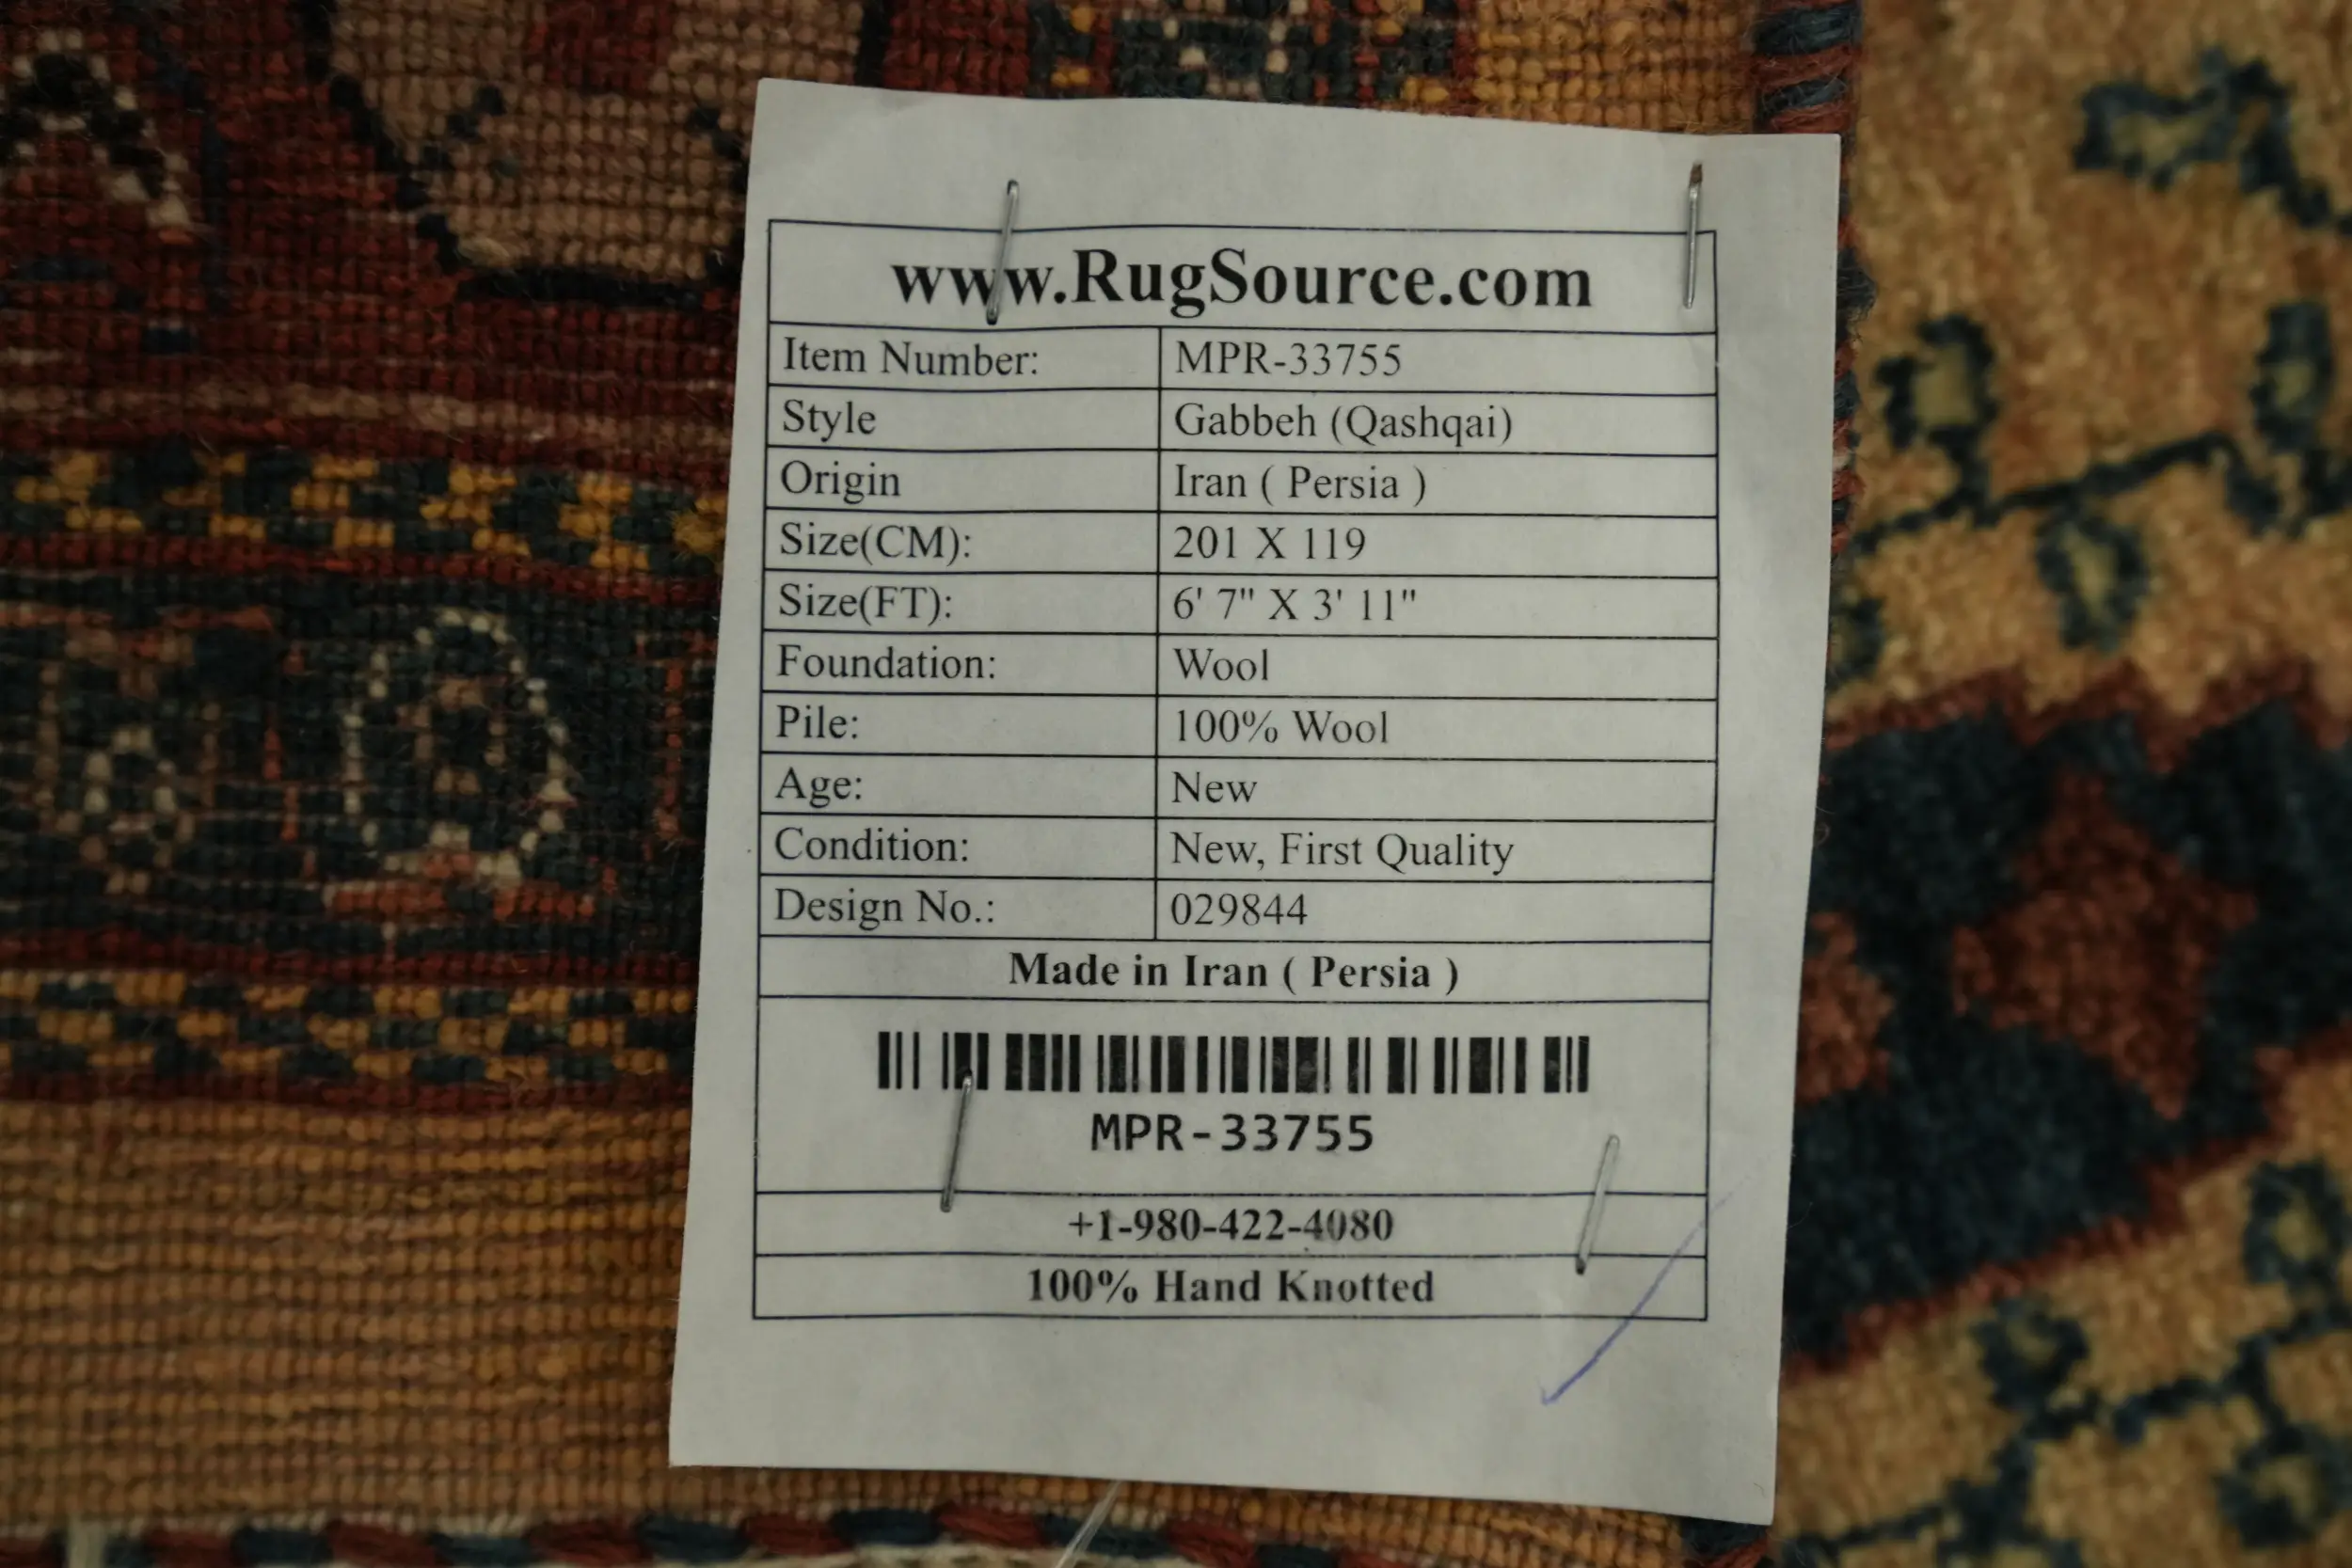 www.RugSource.com
Item Number: MPR-33755
Style Gabbeh (Qashqai)
Origin Iran ( Persia )
Size(CM): 201 X 119
Size(FT): 6' 7" X 3' 11"
Foundation: Wool
Pile: 100% Wool
Age: New
Condition: New, First Quality
Design No.: 029844
Made in Iran ( Persia )
MPR-33755
+1-980-422-4080
100% Hand Knotted